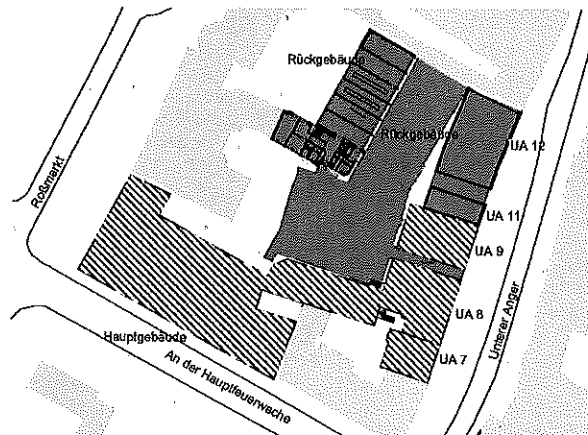 Rückgebäude
Rückgebäude
UA 12
Roßmarkt
UA 11
UA 9
Unterer Anger
UA 8
Hauptgebäude
UA 7
An der Hauptfeuerwache